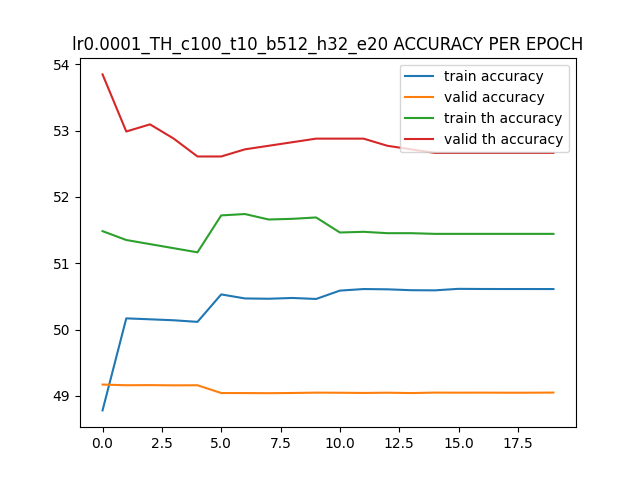 lr0.0001_TH_c100_t10_b512_h32_e20 ACCURACY PER EPOCH
54
53
52
51
50
49
train accuracy
valid accuracy
train th accuracy
valid th accuracy
0.0 2.5 5.0 7.5 10.0 12.5 15.0 17.5